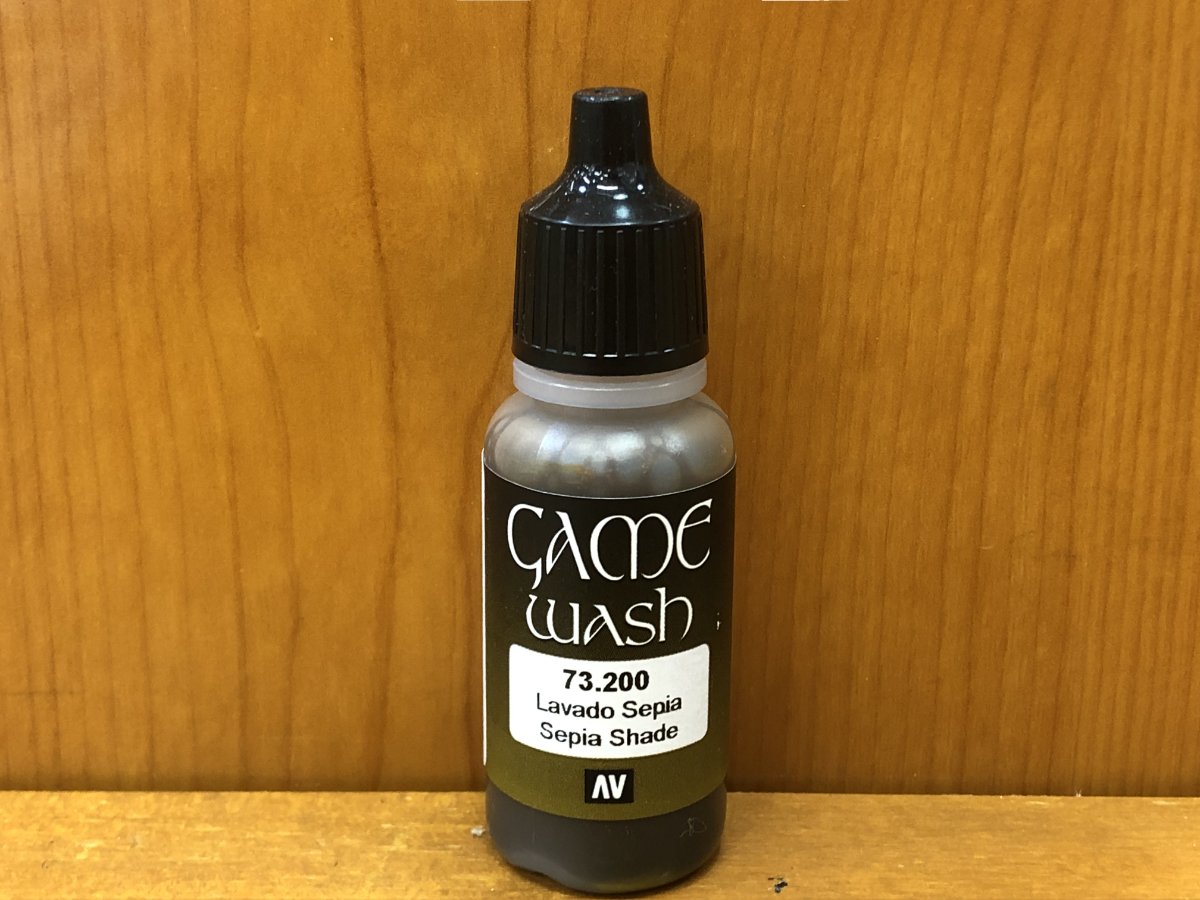 GAME
WASH
73.200
Lavado Sepia
Sepia Shade
AV